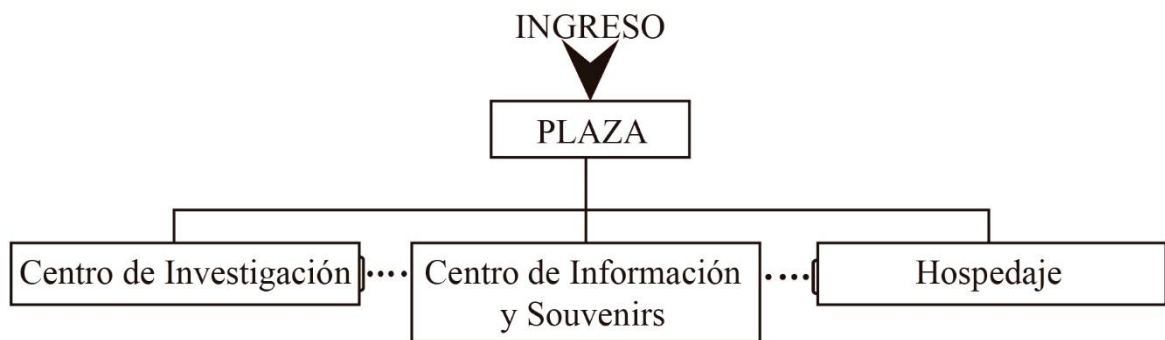 INGRESO
PLAZA
Centro de Investigación
Centro de Información
y Souvenirs
Hospedaje